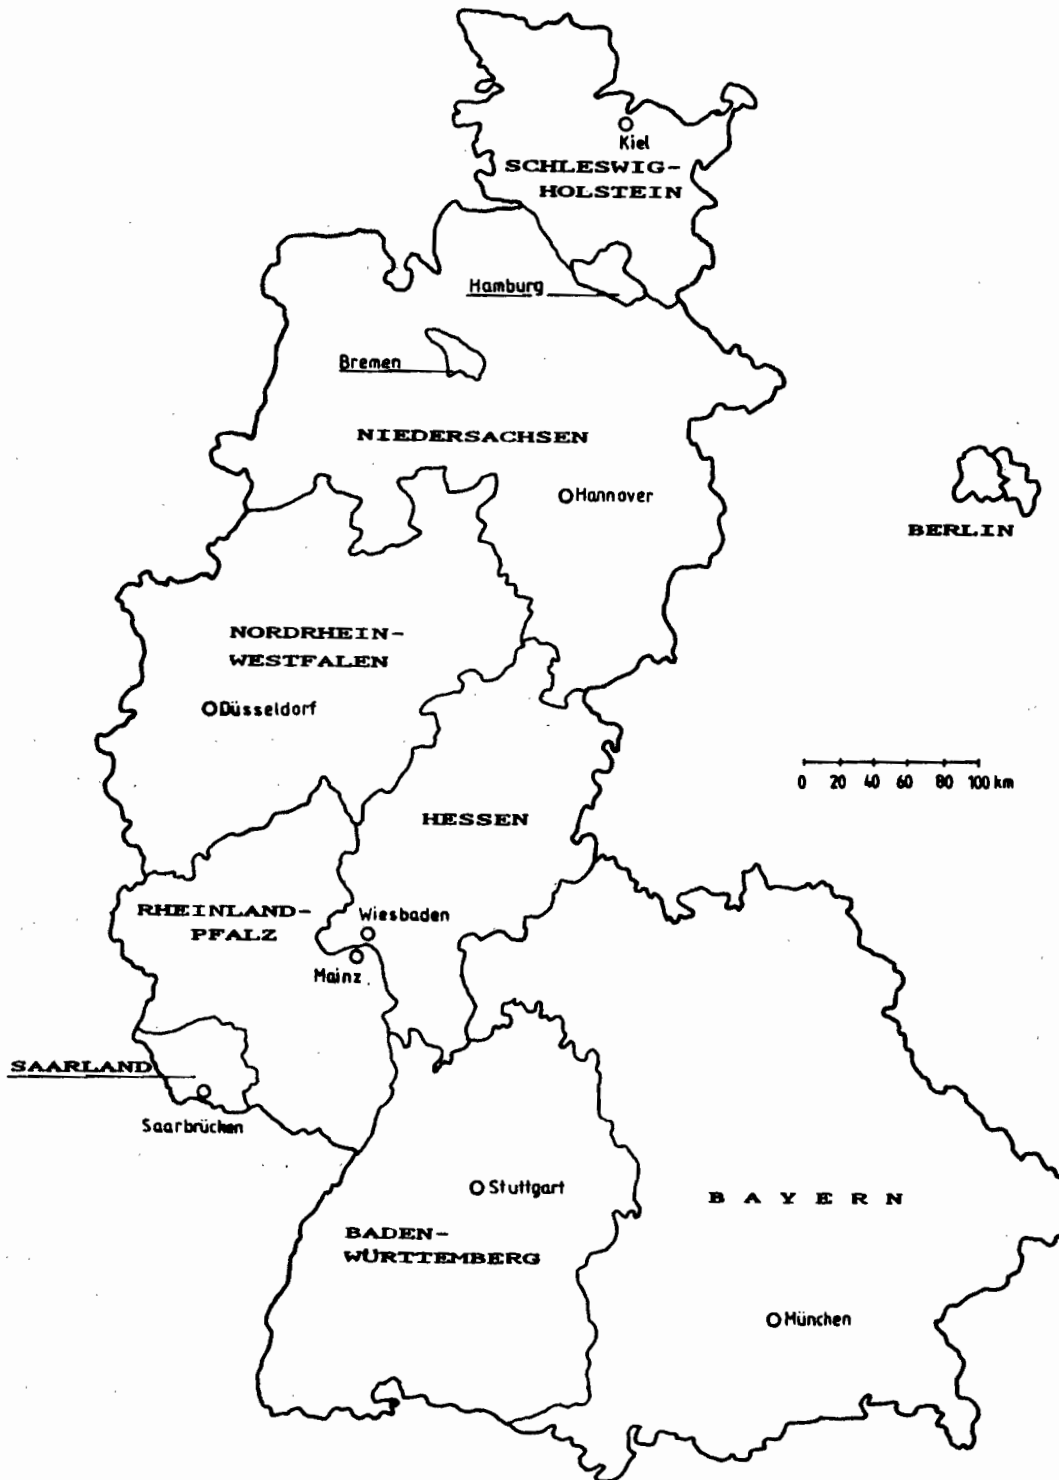 Kiel
SCHLESWIG-
HOLSTEIN
Hamburg
Bremen
NIEDERSACHSEN
Hannover
BERLIN
NORDRHEIN-
WESTFALEN
Düsseldorf
0 20 40 60 80 100 km
HESSEN
RHEINLAND-
PFALZ
Wiesbaden
Mainz
SAARLAND
Saarbrücken
Stuttgart
BAYERN
BADEN-
WÜRTTEMBERG
München